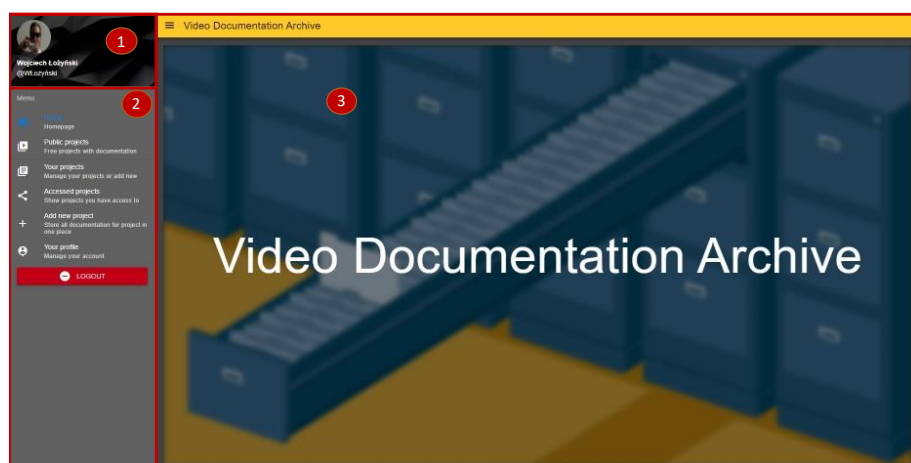 1
Wojciech Łożyński
@WŁożyński
Menu
2
Home
Homepage
Public projects
Free projects with documentation
Your projects
Manage your projects or add new
Accessed projects
Show projects you have access to
Add new project
Store all documentation for project in
one place
Your profile
Manage your account
LOGOUT
Video Documentation Archive
3
Video Documentation Archive